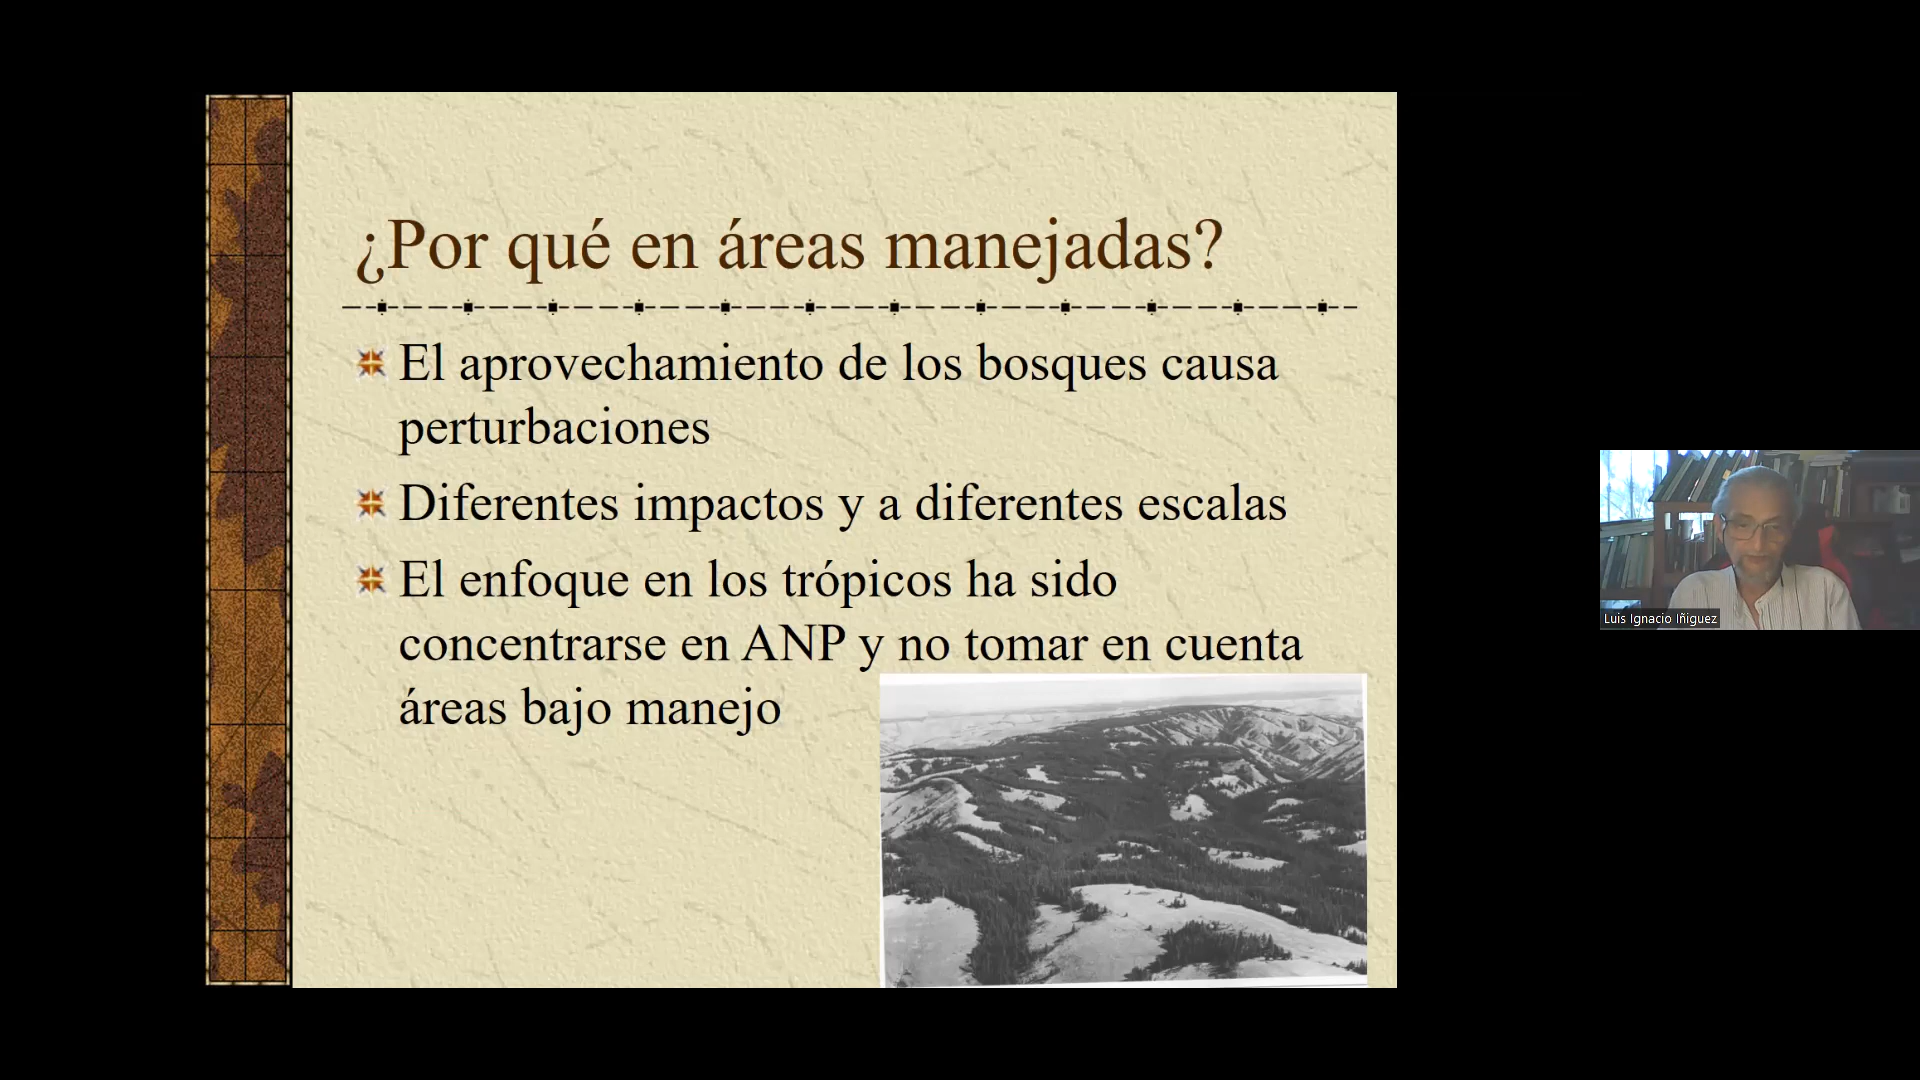 ¿Por qué en áreas manejadas?
El aprovechamiento de los bosques causa
perturbaciones
Diferentes impactos y a diferentes escalas
El enfoque en los trópicos ha sido
concentrarse en ANP y no tomar en cuenta
áreas bajo manejo
Luis Ignacio Iñiguez